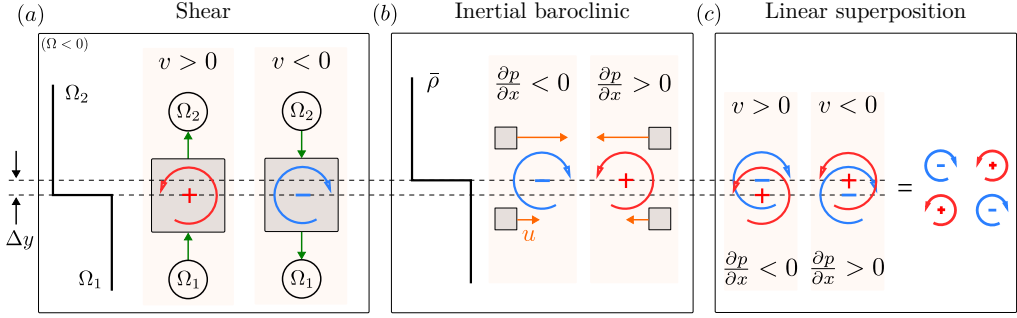 (a) Shear
(Ω < 0)
v > 0
v < 0
Ω₂
Ω₂
Ω₂
+
−
Δy
Ω₁
Ω₁
Ω₁
(b) Inertial baroclinic
ρ̄
∂p/∂x < 0
∂p/∂x > 0
−
+
u
(c) Linear superposition
v > 0
v < 0
−
+
+
−
∂p/∂x < 0
∂p/∂x > 0
=
−
+
+
−